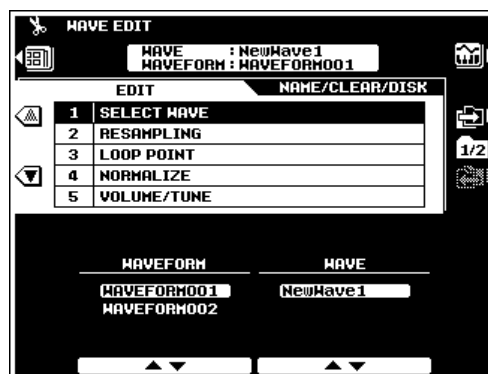 WAVE EDIT
WAVE : NewWave1
WAVEFORM : WAVEFORM001
EDIT NAME/CLEAR/DISK
1 SELECT WAVE
2 RESAMPLING
3 LOOP POINT
4 NORMALIZE
5 VOLUME/TUNE
1/2
WAVEFORM WAVE
WAVEFORM001 NewWave1
WAVEFORM002